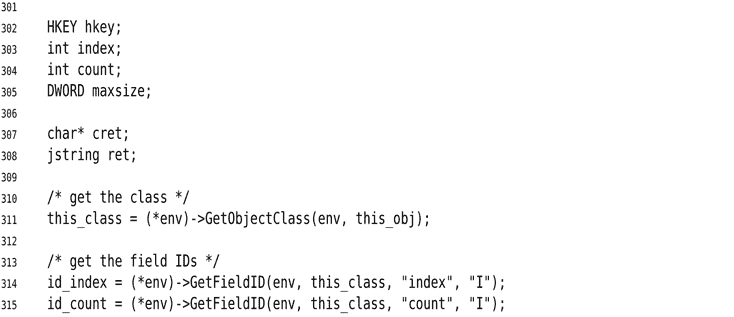 301
302 HKEY hkey;
303 int index;
304 int count;
305 DWORD maxsize;
306
307 char* cret;
308 jstring ret;
309
310 /* get the class */
311 this_class = (*env)->GetObjectClass(env, this_obj);
312
313 /* get the field IDs */
314 id_index = (*env)->GetFieldID(env, this_class, "index", "I");
315 id_count = (*env)->GetFieldID(env, this_class, "count", "I");